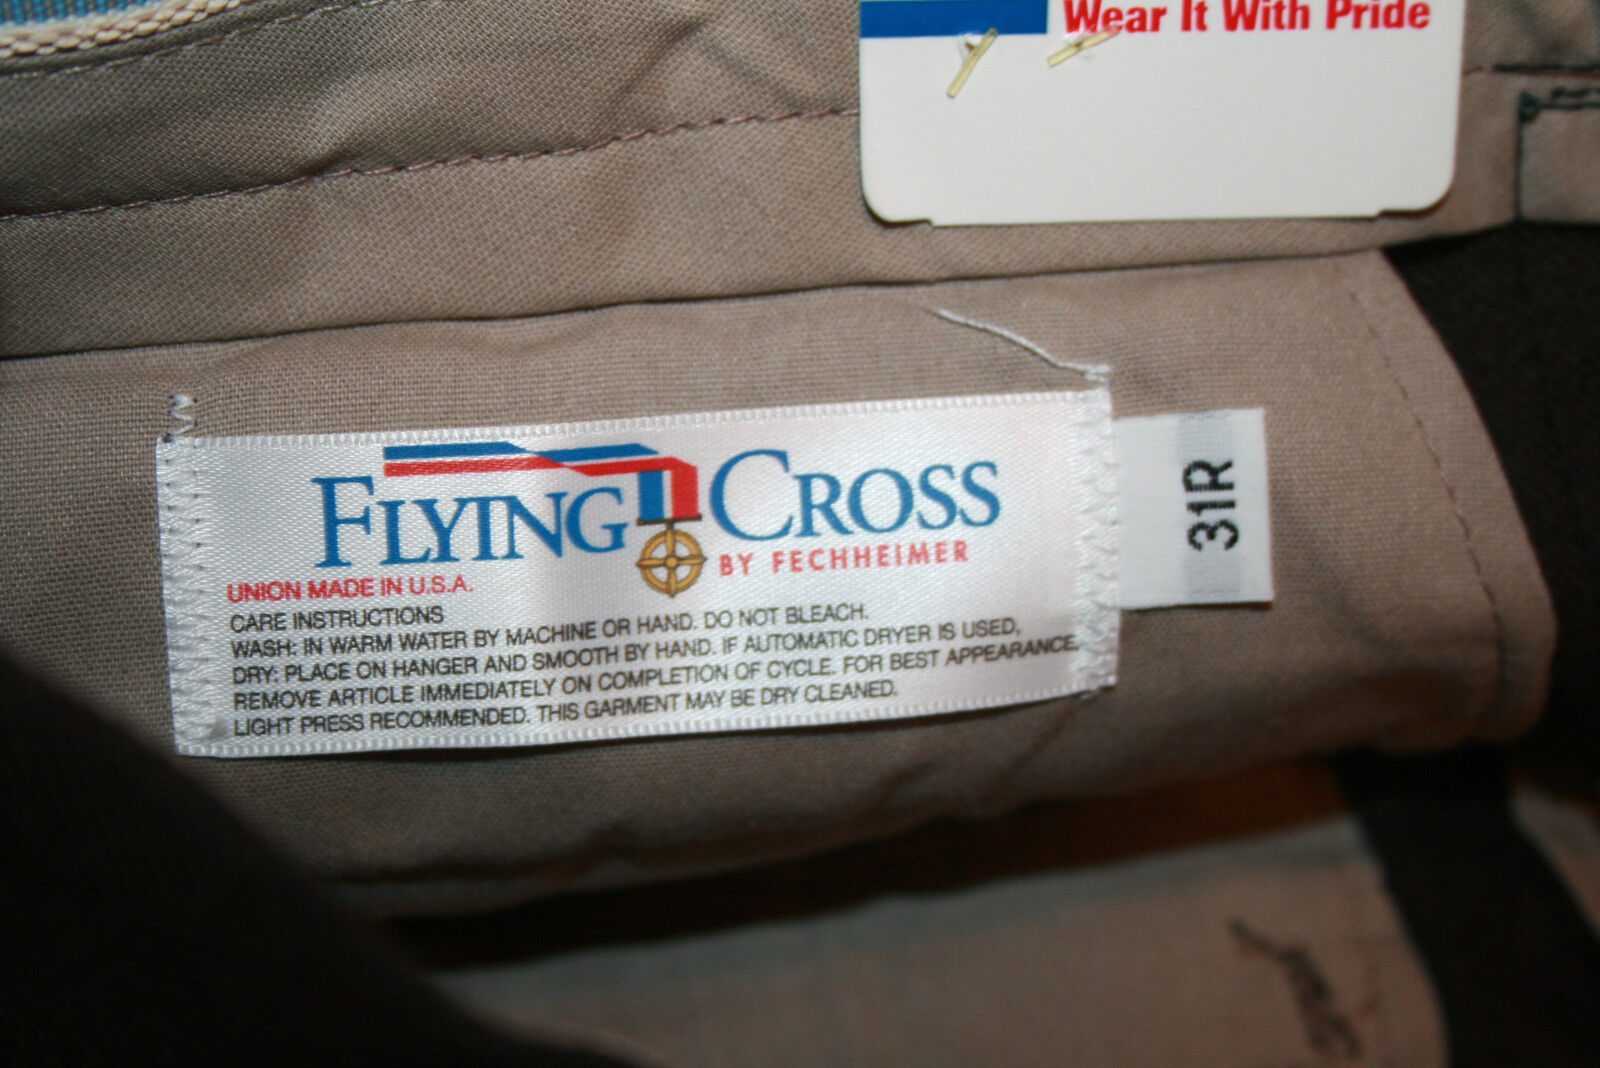 Wear It With Pride
FLYING CROSS
BY FECHHEIMER
UNION MADE IN U.S.A.
CARE INSTRUCTIONS
WASH: IN WARM WATER BY MACHINE OR HAND. DO NOT BLEACH.
DRY: PLACE ON HANGER AND SMOOTH BY HAND. IF AUTOMATIC DRYER IS USED,
REMOVE ARTICLE IMMEDIATELY ON COMPLETION OF CYCLE. FOR BEST APPEARANCE,
LIGHT PRESS RECOMMENDED. THIS GARMENT MAY BE DRY CLEANED.
31R